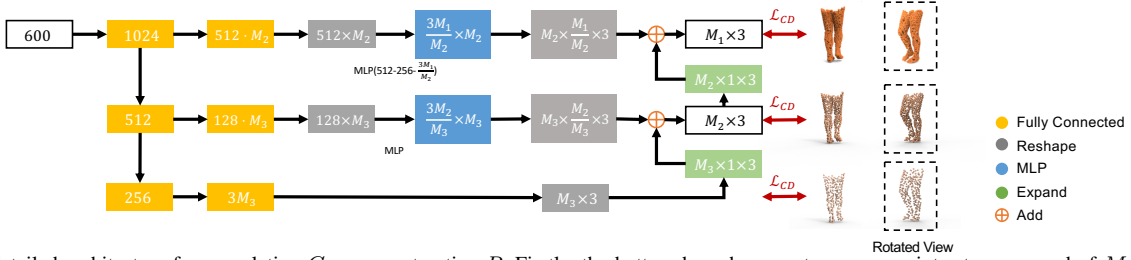 600
1024
512 · M₂
512×M₂
3M₁/M₂ ×M₂
M₂× M₁/M₂ ×3
M₁×3
ℒ_CD
MLP(512-256-3M₁/M₂)
M₂×1×3
512
128 · M₃
128×M₃
3M₂/M₃ ×M₃
M₃× M₂/M₃ ×3
M₂×3
ℒ_CD
MLP
M₃×1×3
256
3M₃
M₃×3
ℒ_CD
Fully Connected
Reshape
MLP
Expand
Add
Rotated View